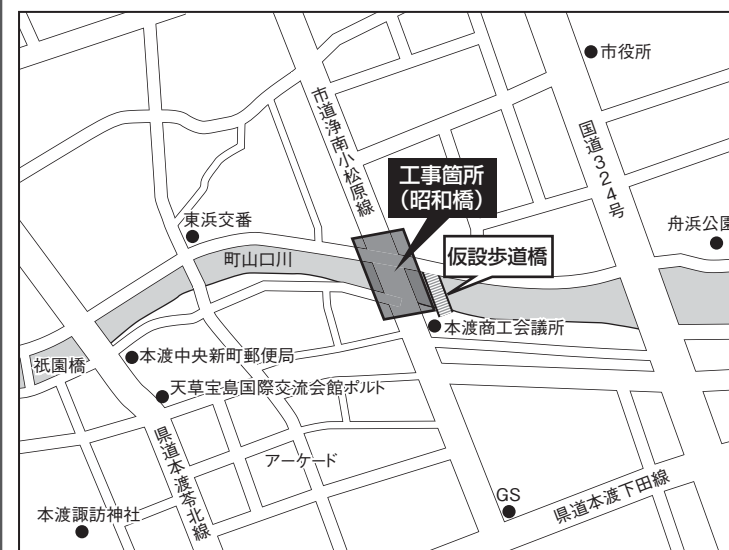 市役所
市道浄南小松原線
国道324号
工事箇所
（昭和橋）
東浜交番
舟浜公園
町山口川
仮設歩道橋
本渡商工会議所
祇園橋
本渡中央新町郵便局
天草宝島国際交流会館ポルト
県道本渡苓北線
アーケード
GS
県道本渡下田線
本渡諏訪神社